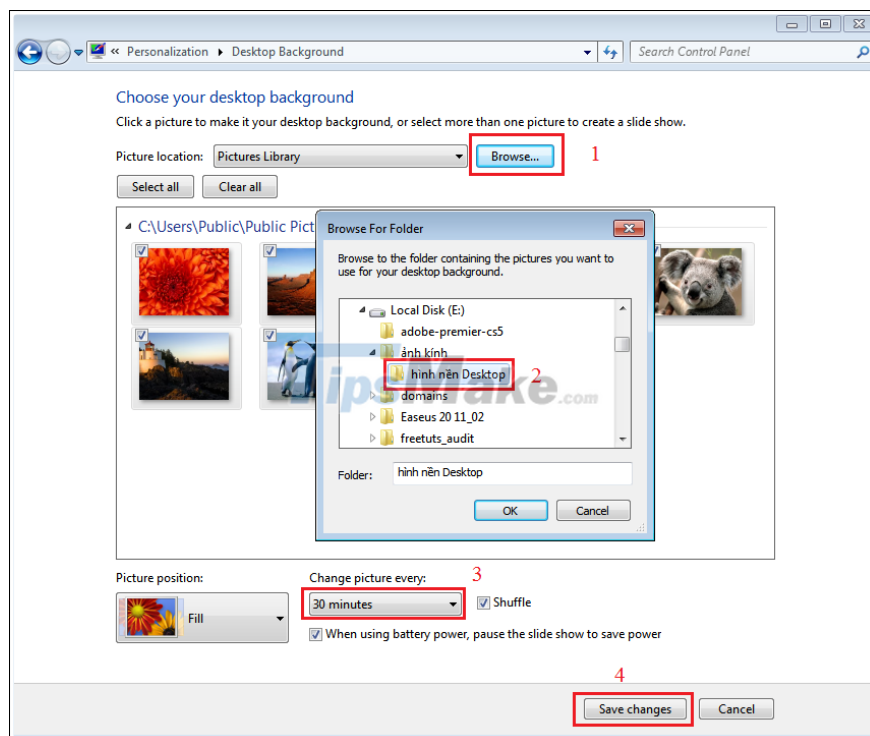 « Personalization ▸ Desktop Background
Search Control Panel
Choose your desktop background
Click a picture to make it your desktop background, or select more than one picture to create a slide show.
Picture location: Pictures Library Browse... 1
Select all Clear all
C:\Users\Public\Public Pict
Browse For Folder
Browse to the folder containing the pictures you want to
use for your desktop background.
Local Disk (E:)
adobe-premier-cs5
ảnh kính
hình nền Desktop 2
TipsMake.com
domains
Easeus 20 11_02
freetuts_audit
Folder: hình nền Desktop
OK Cancel
Picture position: Change picture every: 3
Fill 30 minutes Shuffle
When using battery power, pause the slide show to save power
4
Save changes Cancel